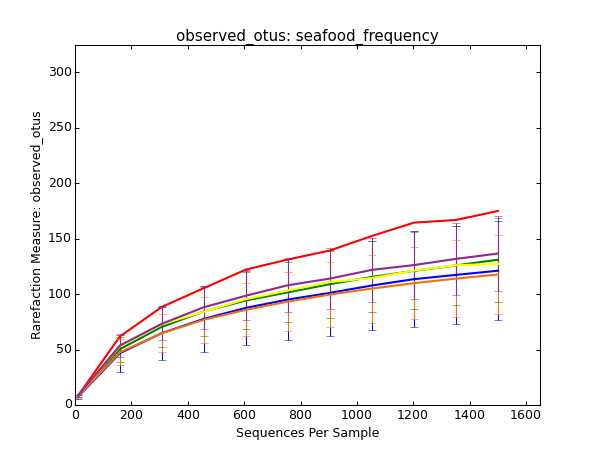 observed_otus: seafood_frequency
300
250
200
150
100
50
0
Rarefaction Measure: observed_otus
0 200 400 600 800 1000 1200 1400 1600
Sequences Per Sample